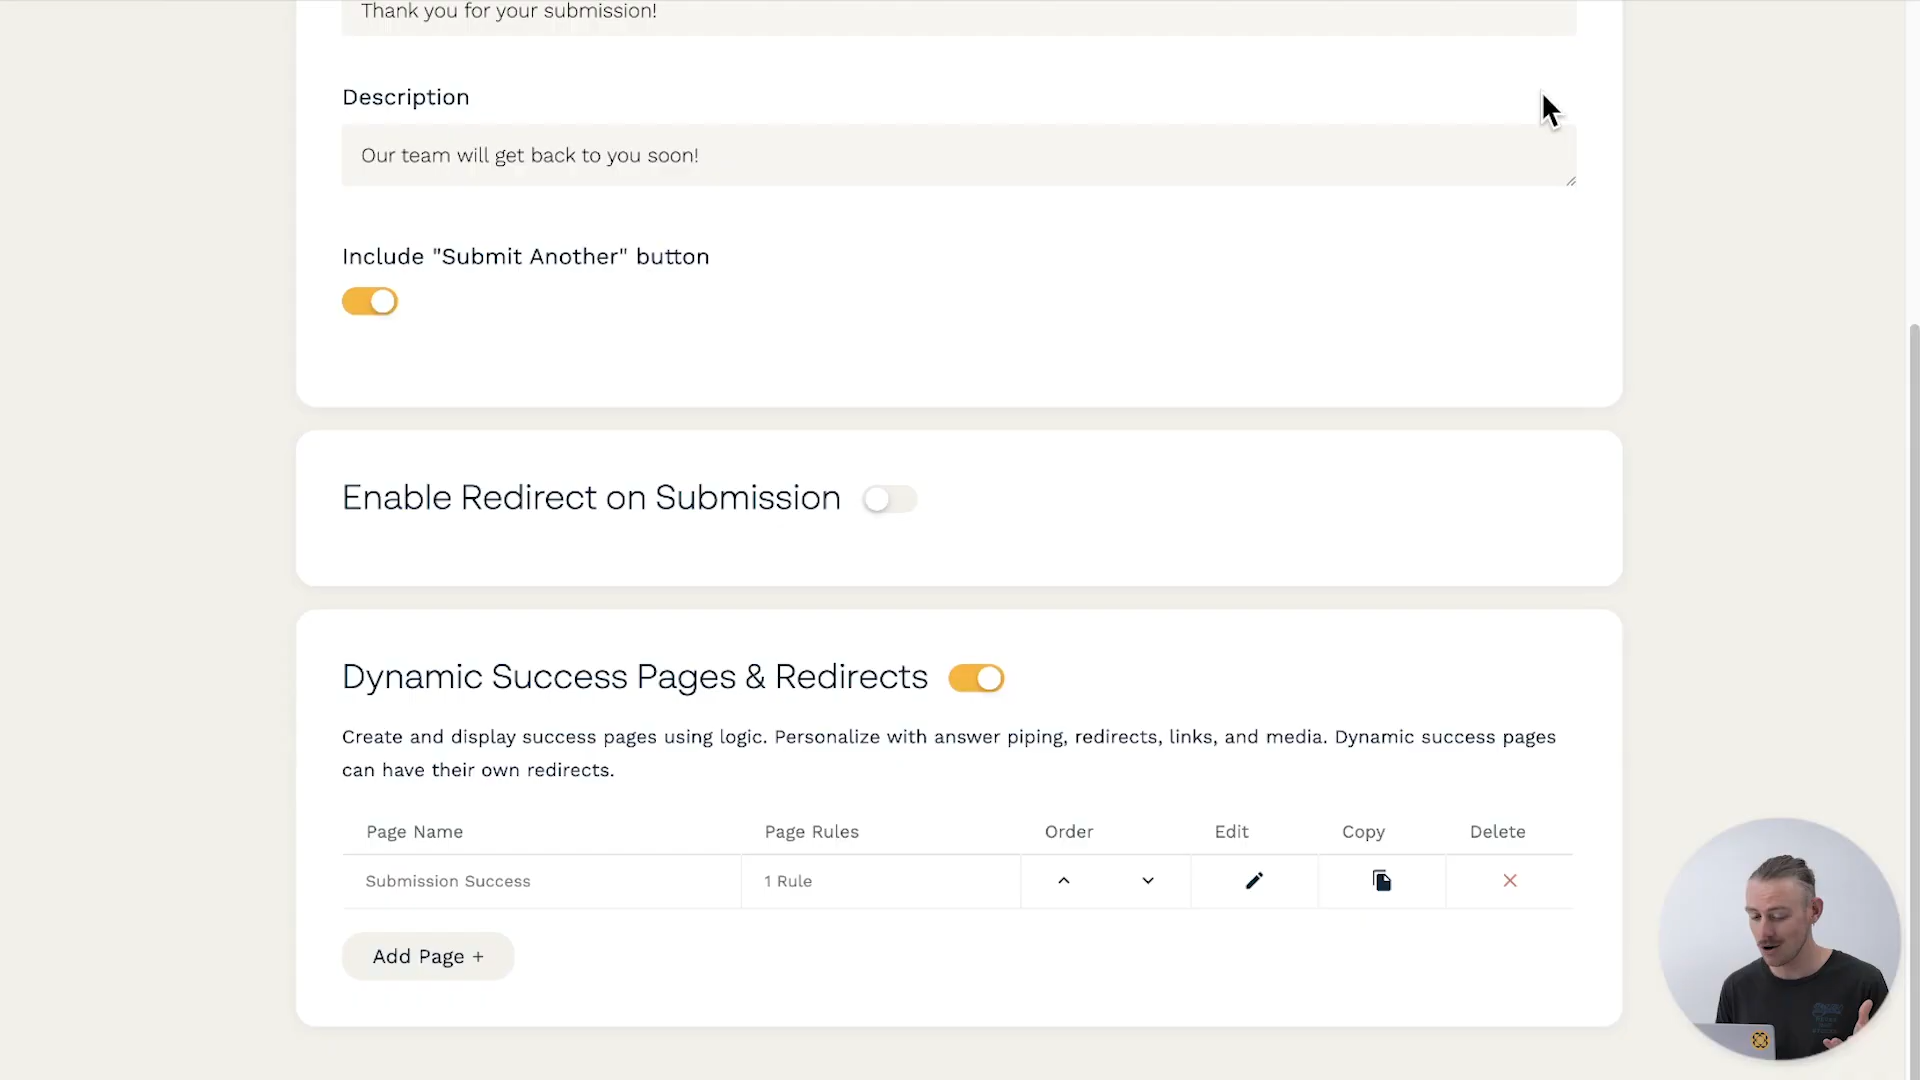 Thank you for your submission!
Description
Our team will get back to you soon!
Include "Submit Another" button
Enable Redirect on Submission
Dynamic Success Pages & Redirects
Create and display success pages using logic. Personalize with answer piping, redirects, links, and media. Dynamic success pages
can have their own redirects.
Page Name Page Rules Order Edit Copy Delete
Submission Success 1 Rule
Add Page +